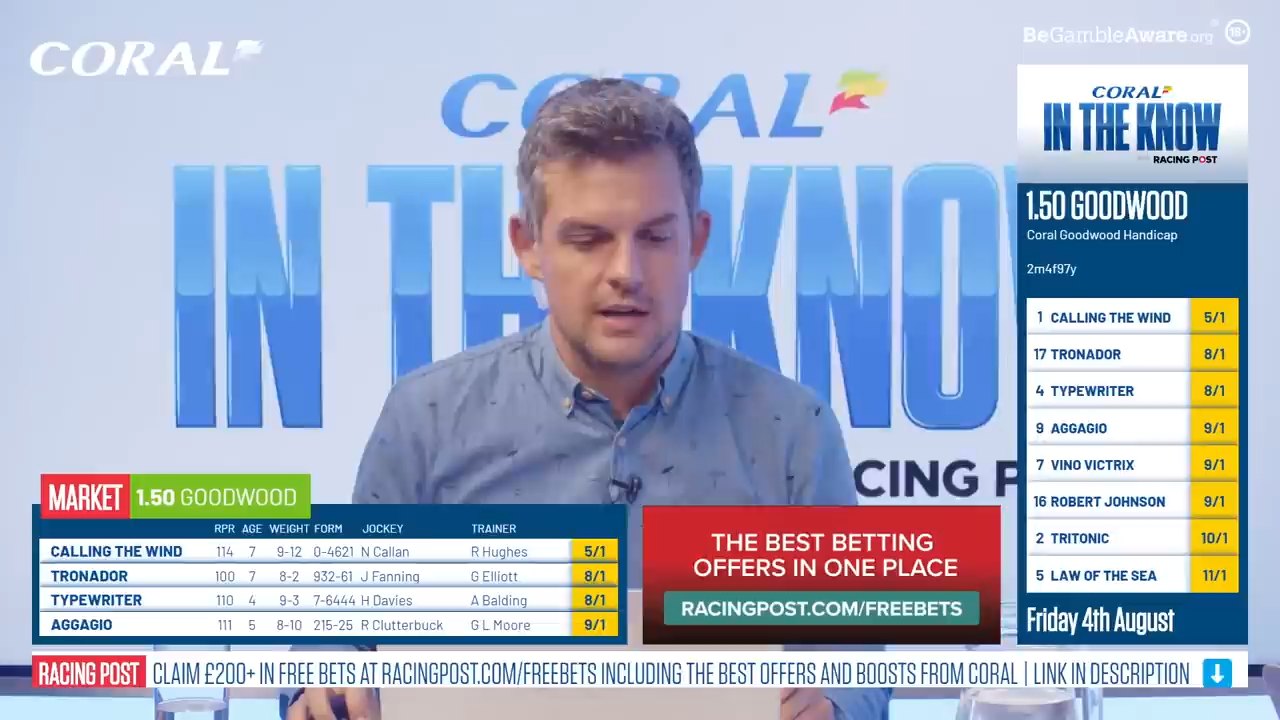 CORAL
BeGambleAware.org 18+
CORAL
IN THE KNOW
CING P
CORAL
IN THE KNOW
RACING POST
1.50 GOODWOOD
Coral Goodwood Handicap
2m4f97y
1 CALLING THE WIND 5/1
17 TRONADOR 8/1
4 TYPEWRITER 8/1
9 AGGAGIO 9/1
7 VINO VICTRIX 9/1
16 ROBERT JOHNSON 9/1
2 TRITONIC 10/1
5 LAW OF THE SEA 11/1
Friday 4th August
MARKET 1.50 GOODWOOD
RPR AGE WEIGHT FORM JOCKEY TRAINER
CALLING THE WIND 114 7 9-12 0-4621 N Callan R Hughes 5/1
TRONADOR 100 7 8-2 932-61 J Fanning G Elliott 8/1
TYPEWRITER 110 4 9-3 7-6444 H Davies A Balding 8/1
AGGAGIO 111 5 8-10 215-25 R Clutterbuck G L Moore 9/1
THE BEST BETTING
OFFERS IN ONE PLACE
RACINGPOST.COM/FREEBETS
RACING POST CLAIM £200+ IN FREE BETS AT RACINGPOST.COM/FREEBETS INCLUDING THE BEST OFFERS AND BOOSTS FROM CORAL | LINK IN DESCRIPTION